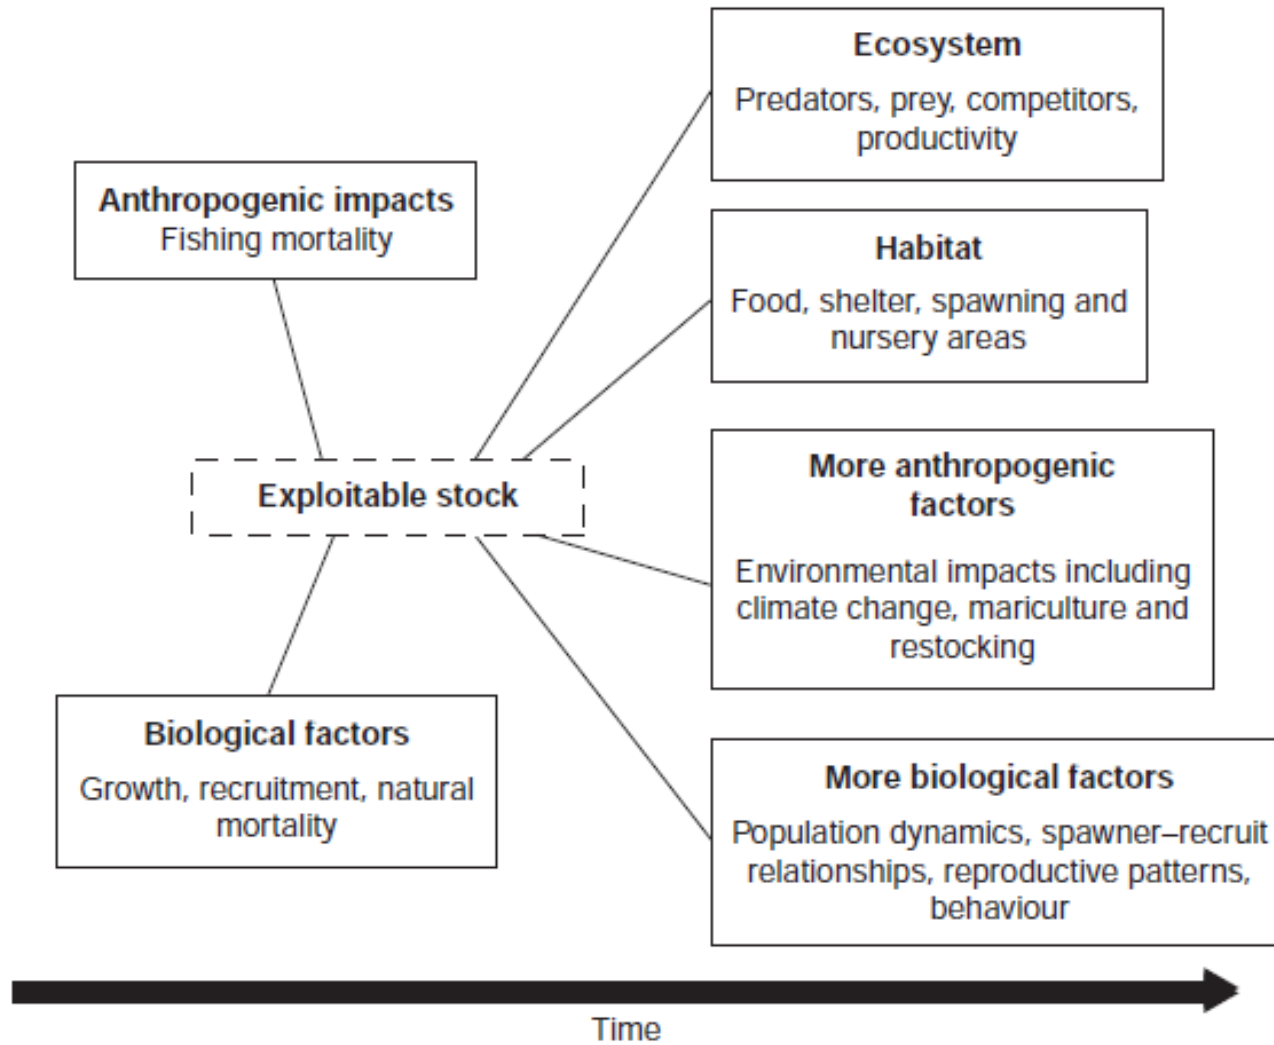 Ecosystem
Predators, prey, competitors,
productivity
Anthropogenic impacts
Fishing mortality
Habitat
Food, shelter, spawning and
nursery areas
Exploitable stock
More anthropogenic
factors
Environmental impacts including
climate change, mariculture and
restocking
Biological factors
Growth, recruitment, natural
mortality
More biological factors
Population dynamics, spawner–recruit
relationships, reproductive patterns,
behaviour
Time